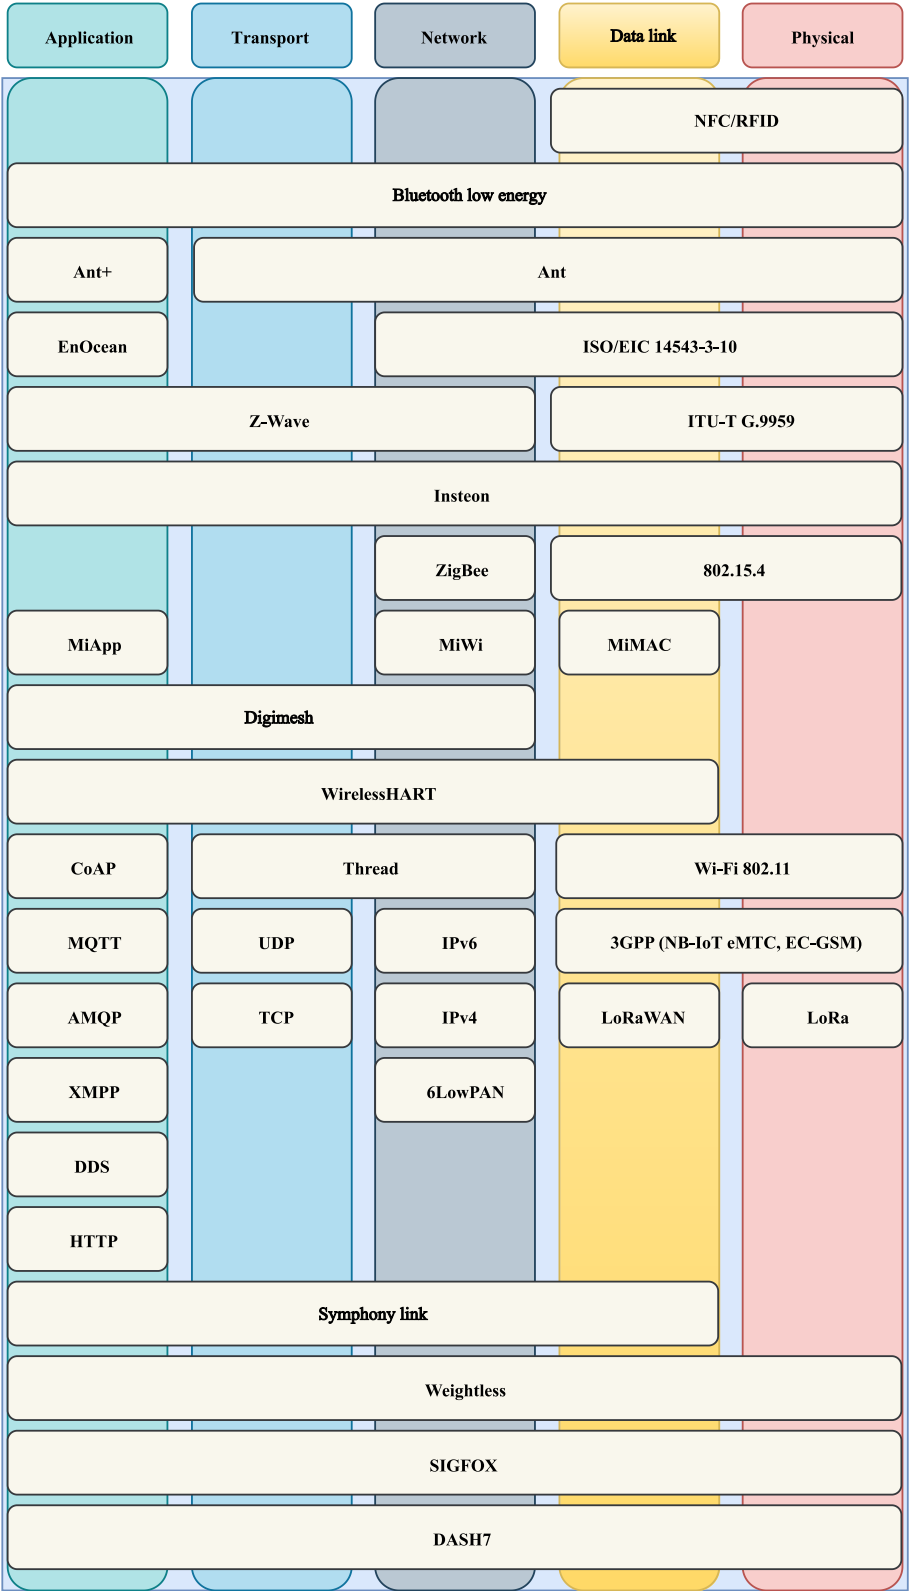 Application
Transport
Network
Data link
Physical
NFC/RFID
Bluetooth low energy
Ant+
Ant
EnOcean
ISO/EIC 14543-3-10
Z-Wave
ITU-T G.9959
Insteon
ZigBee
802.15.4
MiApp
MiWi
MiMAC
Digimesh
WirelessHART
CoAP
Thread
Wi-Fi 802.11
MQTT
UDP
IPv6
3GPP (NB-IoT eMTC, EC-GSM)
AMQP
TCP
IPv4
LoRaWAN
LoRa
XMPP
6LowPAN
DDS
HTTP
Symphony link
Weightless
SIGFOX
DASH7